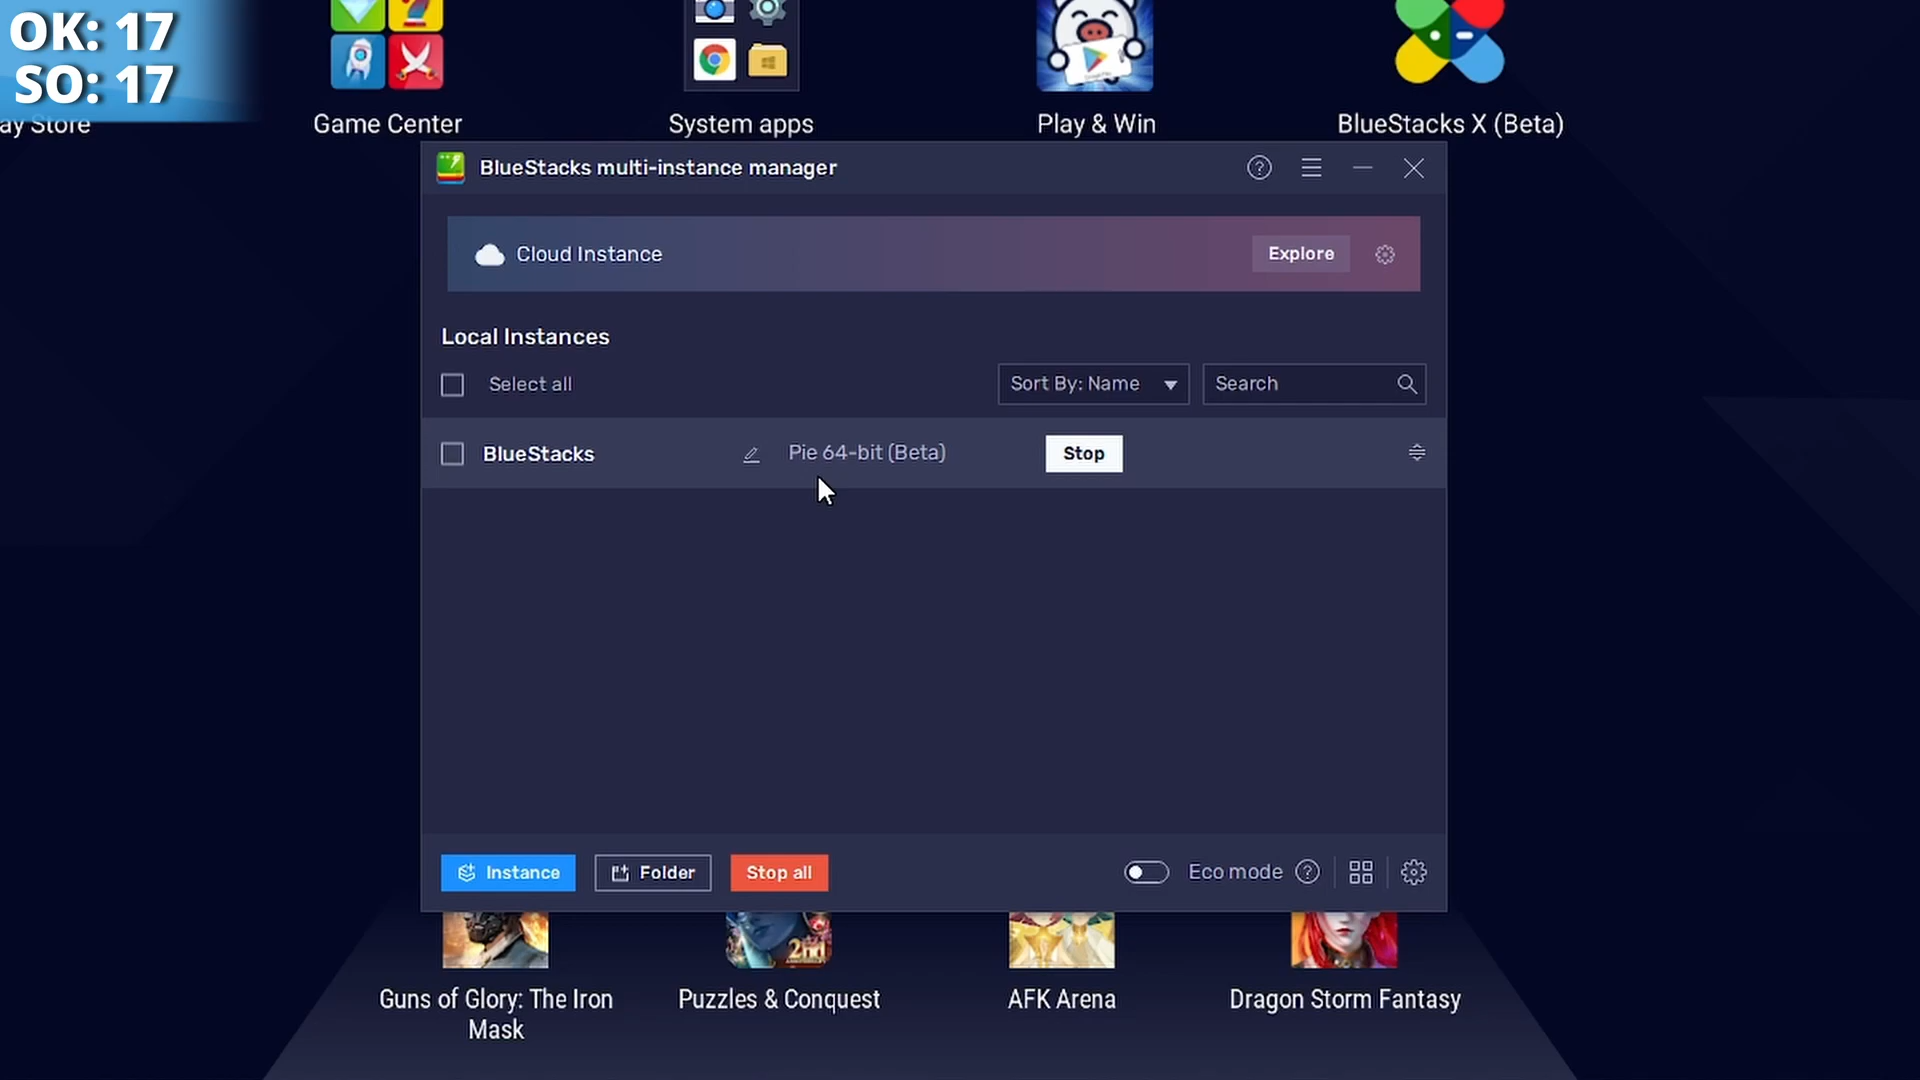 OK: 17
SO: 17
ay Store
Game Center
System apps
Play & Win
BlueStacks X (Beta)
BlueStacks multi-instance manager
Cloud Instance
Explore
Local Instances
Select all
Sort By: Name
Search
BlueStacks
Pie 64-bit (Beta)
Stop
Instance
Folder
Stop all
Eco mode
2nd
Guns of Glory: The Iron
Mask
Puzzles & Conquest
AFK Arena
Dragon Storm Fantasy